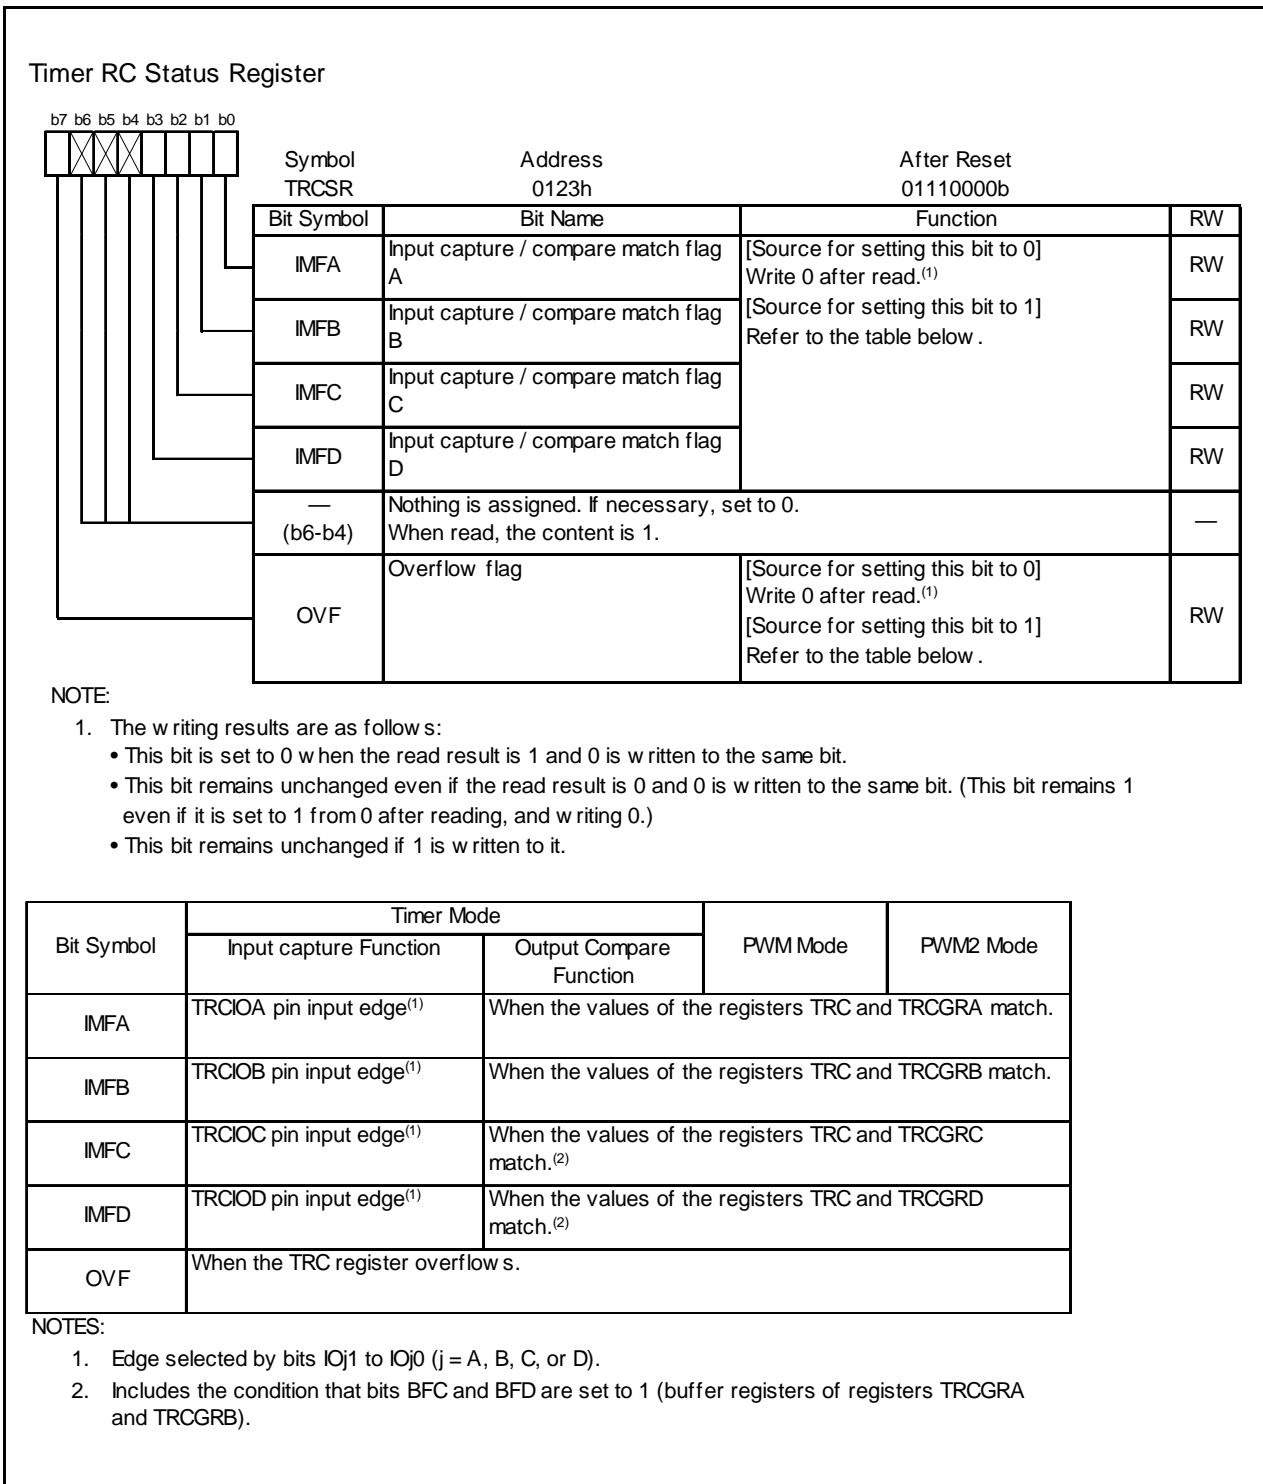 Timer RC Status Register
b7 b6 b5 b4 b3 b2 b1 b0
Symbol Address After Reset
TRCSR 0123h 01110000b
Bit Symbol Bit Name Function RW
IMFA Input capture / compare match flag A [Source for setting this bit to 0] RW
Write 0 after read.(1)
IMFB Input capture / compare match flag B [Source for setting this bit to 1] RW
Refer to the table below.
IMFC Input capture / compare match flag C RW
IMFD Input capture / compare match flag D RW
— Nothing is assigned. If necessary, set to 0. —
(b6-b4) When read, the content is 1.
OVF Overflow flag [Source for setting this bit to 0] RW
Write 0 after read.(1)
[Source for setting this bit to 1]
Refer to the table below.
NOTE:
1. The writing results are as follows:
• This bit is set to 0 when the read result is 1 and 0 is written to the same bit.
• This bit remains unchanged even if the read result is 0 and 0 is written to the same bit. (This bit remains 1
even if it is set to 1 from 0 after reading, and writing 0.)
• This bit remains unchanged if 1 is written to it.
Bit Symbol Timer Mode PWM Mode PWM2 Mode
Input capture Function Output Compare
Function
IMFA TRCIOA pin input edge(1) When the values of the registers TRC and TRCGRA match.
IMFB TRCIOB pin input edge(1) When the values of the registers TRC and TRCGRB match.
IMFC TRCIOC pin input edge(1) When the values of the registers TRC and TRCGRC
match.(2)
IMFD TRCIOD pin input edge(1) When the values of the registers TRC and TRCGRD
match.(2)
OVF When the TRC register overflows.
NOTES:
1. Edge selected by bits IOj1 to IOj0 (j = A, B, C, or D).
2. Includes the condition that bits BFC and BFD are set to 1 (buffer registers of registers TRCGRA
and TRCGRB).